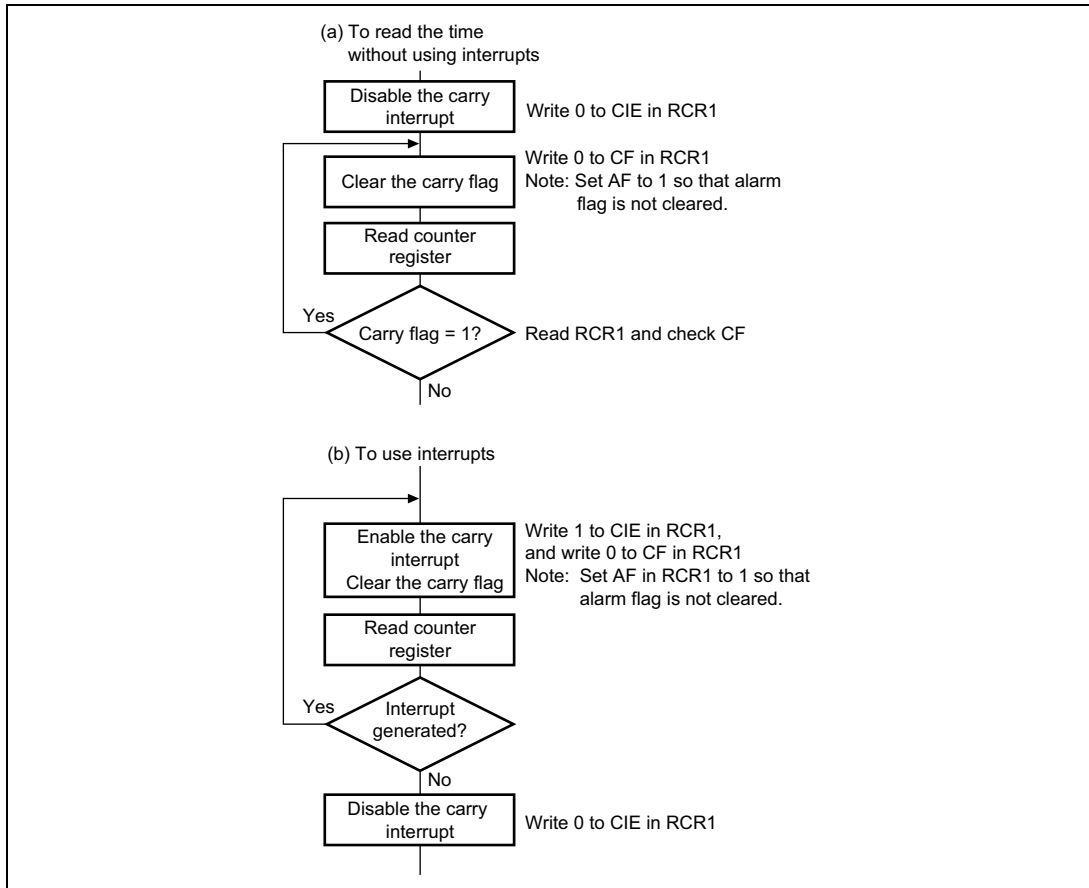 (a) To read the time
without using interrupts
Disable the carry
interrupt
Write 0 to CIE in RCR1
Clear the carry flag
Write 0 to CF in RCR1
Note: Set AF to 1 so that alarm
flag is not cleared.
Read counter
register
Yes
Carry flag = 1?
Read RCR1 and check CF
No
(b) To use interrupts
Enable the carry
interrupt
Clear the carry flag
Write 1 to CIE in RCR1,
and write 0 to CF in RCR1
Note: Set AF in RCR1 to 1 so that
alarm flag is not cleared.
Read counter
register
Yes
Interrupt
generated?
No
Disable the carry
interrupt
Write 0 to CIE in RCR1